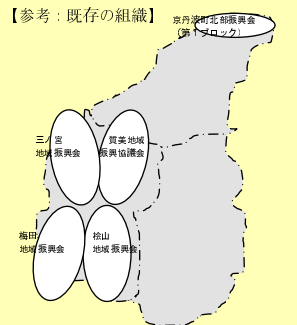 【参考：既存の組織】
京丹波町北部振興会
（第１ブロック）
三ノ宮
地域振興会
質美地域
振興協議会
梅田
地域振興会
桧山
地域振興会